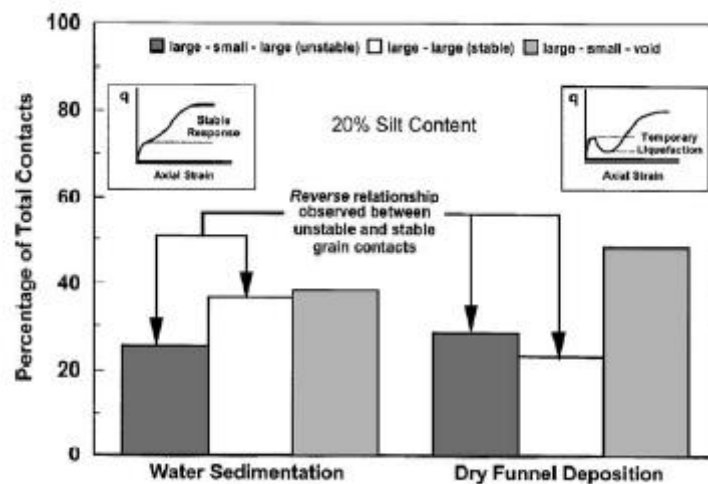 100
80
60
40
20
0
Percentage of Total Contacts
large - small - large (unstable) large - large (stable) large - small - void
q
Stable
Response
Axial Strain
20% Silt Content
q
Temporary
Liquefaction
Axial Strain
Reverse relationship
observed between
unstable and stable
grain contacts
Water Sedimentation
Dry Funnel Deposition